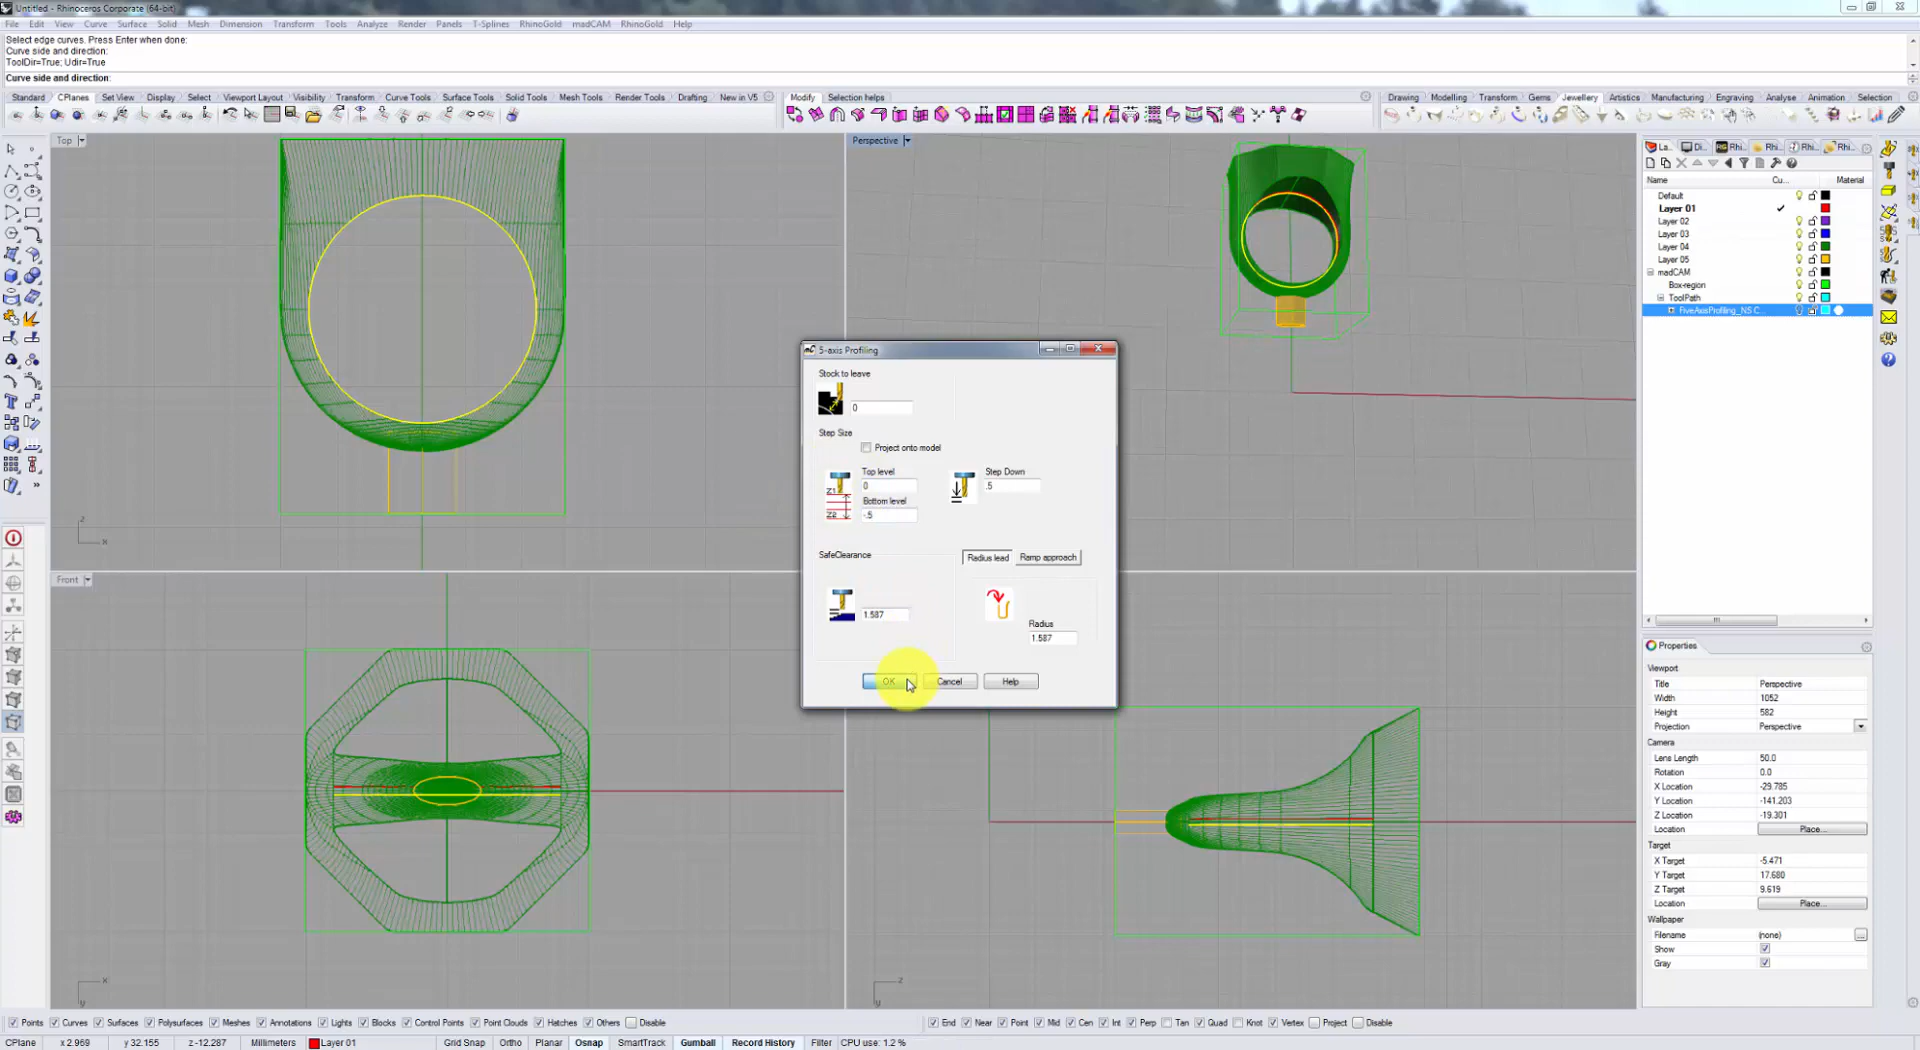 Untitled - Rhinoceros Corporate (64-bit)
File Edit View Curve Surface Solid Mesh Dimension Transform Tools Analyze Render Panels T-Splines RhinoGold madCAM RhinoGold Help
Select edge curves. Press Enter when done:
Curve side and direction:
ToolDir=True; Udir=True
Curve side and direction:
Standard CPlanes Set View Display Select Viewport Layout Visibility Transform Curve Tools Surface Tools Solid Tools Mesh Tools Render Tools Drafting New in V5
Modify Selection helps
Drawing Modelling Transform Gems Jewellery Artistics Manufacturing Engraving Analyse Animation Selection
Top
Perspective
La... Di... Rhi... Rhi... Rhi... Rhi...
Name Cu... Material
Default
Layer 01
Layer 02
Layer 03
Layer 04
Layer 05
madCAM
Box-region
ToolPath
FiveAxisProfiling_NS C...
5-axis Profiling
Stock to leave
0
Step Size
Project onto model
Top level
0
Step Down
.5
Z1
Bottom level
-.5
Z2
SafeClearance
Radius lead Ramp approach
1.587
Radius
1.587
OK Cancel Help
z
x
Front
x
y
z
y
Properties
Viewport
Title Perspective
Width 1052
Height 582
Projection Perspective
Camera
Lens Length 50.0
Rotation 0.0
X Location -29.785
Y Location -141.203
Z Location -19.301
Location Place...
Target
X Target -5.471
Y Target 17.680
Z Target 9.619
Location Place...
Wallpaper
Filename (none) ...
Show
Gray
Points Curves Surfaces Polysurfaces Meshes Annotations Lights Blocks Control Points Point Clouds Hatches Others Disable
End Near Point Mid Cen Int Perp Tan Quad Knot Vertex Project Disable
CPlane x 2.969 y 32.155 z -12.287 Millimeters Layer 01 Grid Snap Ortho Planar Osnap SmartTrack Gumball Record History Filter CPU use: 1.2 %